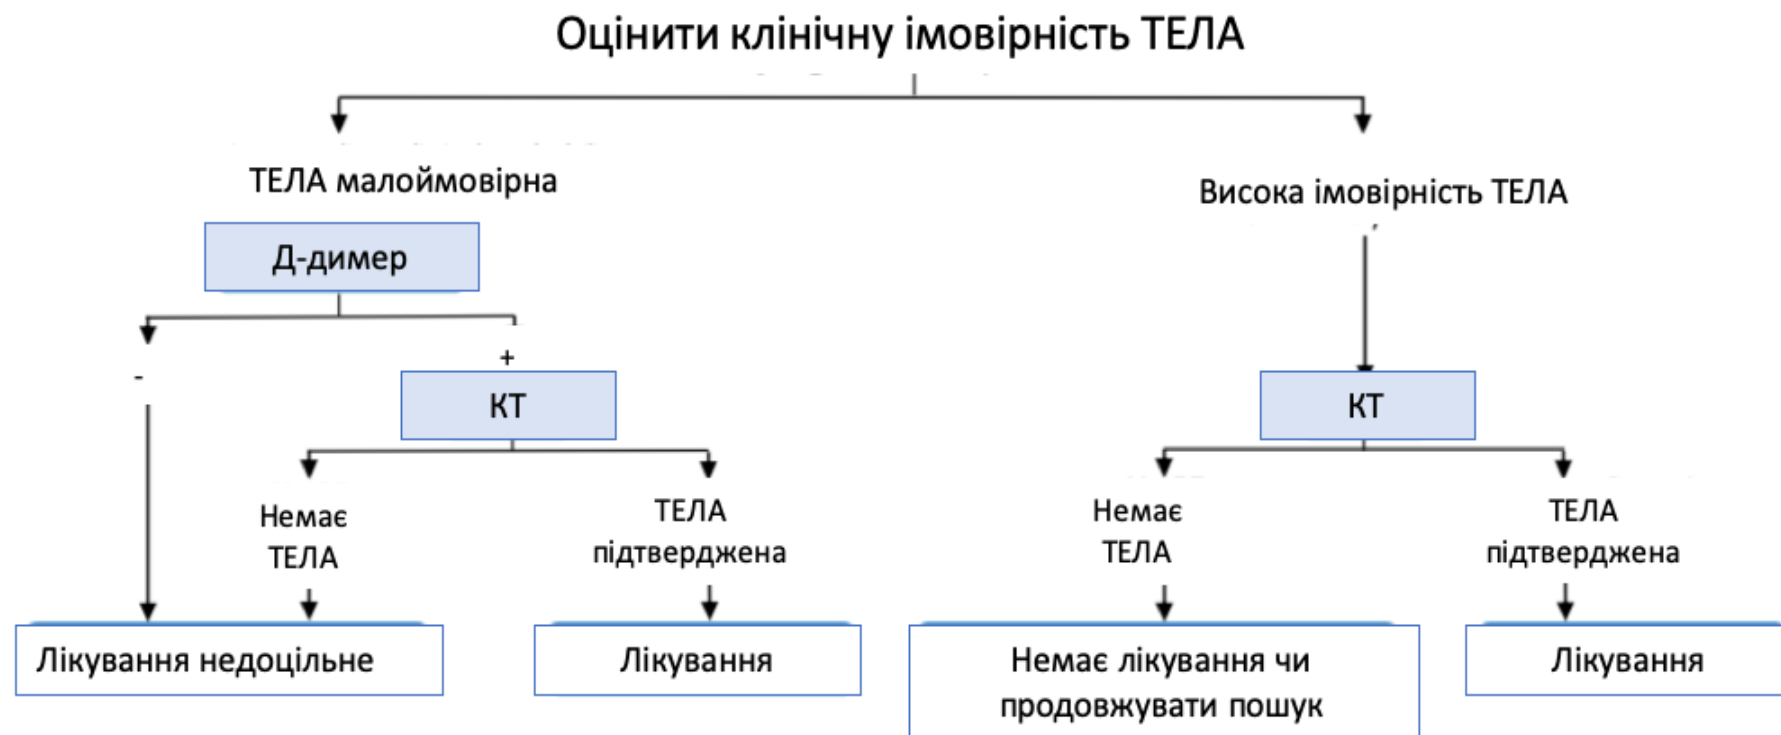 Оцінити клінічну імовірність ТЕЛА
ТЕЛА малоймовірна
Висока імовірність ТЕЛА
Д-димер
-
+
КТ
КТ
Немає
ТЕЛА
ТЕЛА
підтверджена
Немає
ТЕЛА
ТЕЛА
підтверджена
Лікування недоцільне
Лікування
Немає лікування чи
продовжувати пошук
Лікування